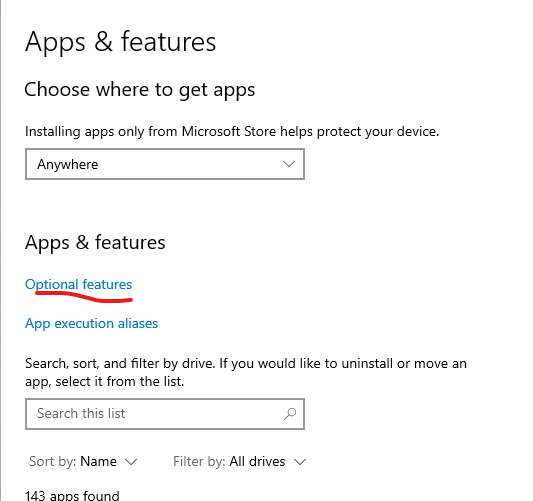 Apps & features
Choose where to get apps
Installing apps only from Microsoft Store helps protect your device.
Anywhere
Apps & features
Optional features
App execution aliases
Search, sort, and filter by drive. If you would like to uninstall or move an
app, select it from the list.
Search this list
Sort by: Name Filter by: All drives
143 apps found